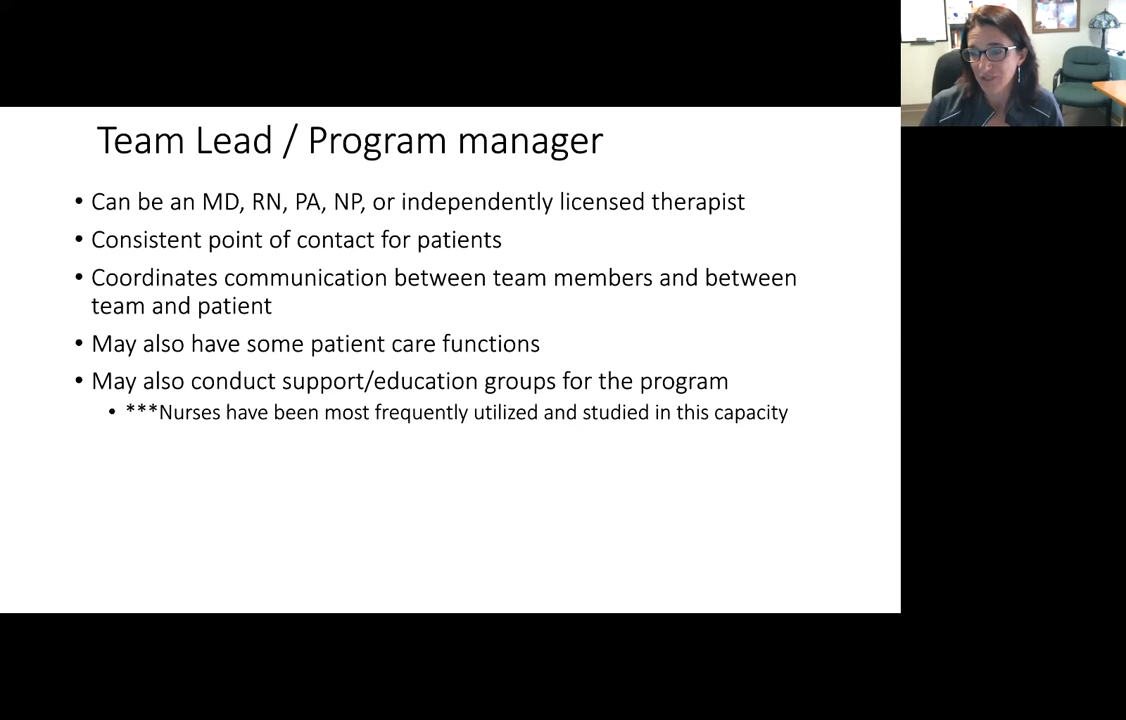 Team Lead / Program manager
• Can be an MD, RN, PA, NP, or independently licensed therapist
• Consistent point of contact for patients
• Coordinates communication between team members and between
team and patient
• May also have some patient care functions
• May also conduct support/education groups for the program
• ***Nurses have been most frequently utilized and studied in this capacity